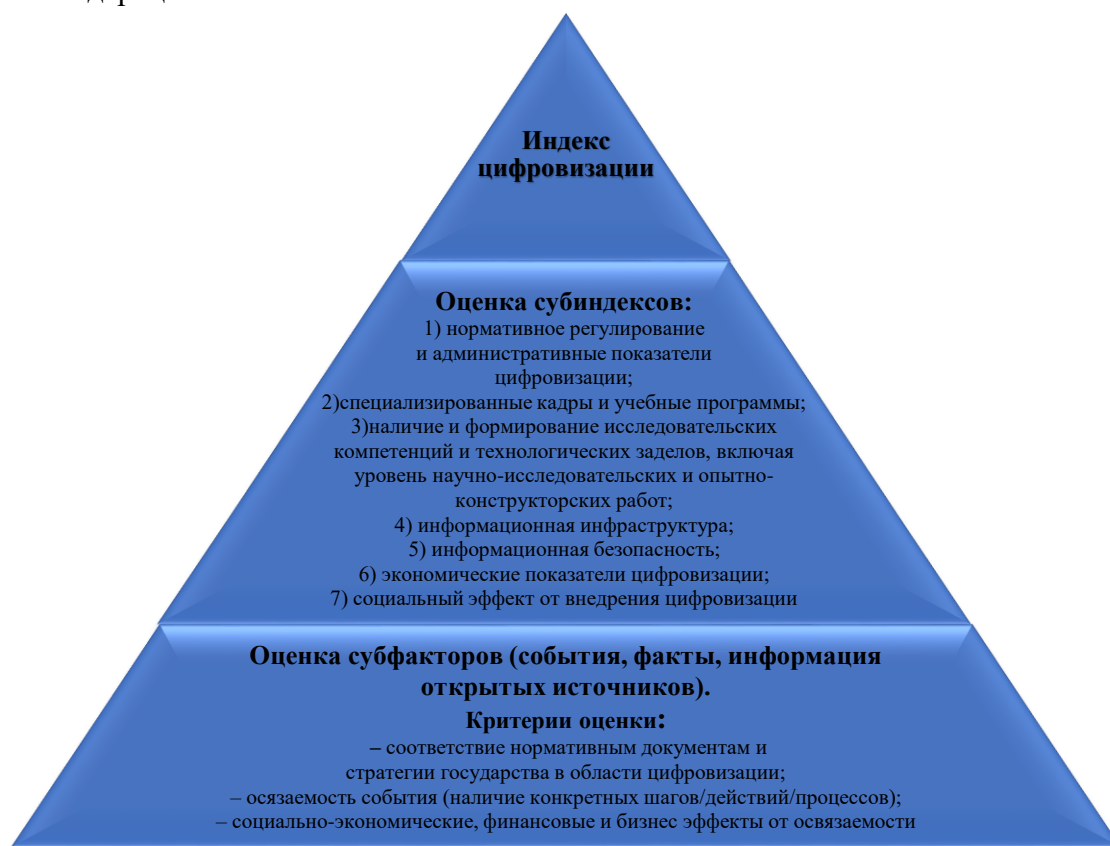 Индекс
цифровизации
Оценка субиндексов:
1) нормативное регулирование
и административные показатели
цифровизации;
2)специализированные кадры и учебные программы;
3)наличие и формирование исследовательских
компетенций и технологических заделов, включая
уровень научно-исследовательских и опытно-
конструкторских работ;
4) информационная инфраструктура;
5) информационная безопасность;
6) экономические показатели цифровизации;
7) социальный эффект от внедрения цифровизации
Оценка субфакторов (события, факты, информация
открытых источников).
Критерии оценки:
– соответствие нормативным документам и
стратегии государства в области цифровизации;
– осязаемость события (наличие конкретных шагов/действий/процессов);
– социально-экономические, финансовые и бизнес эффекты от освязаемости